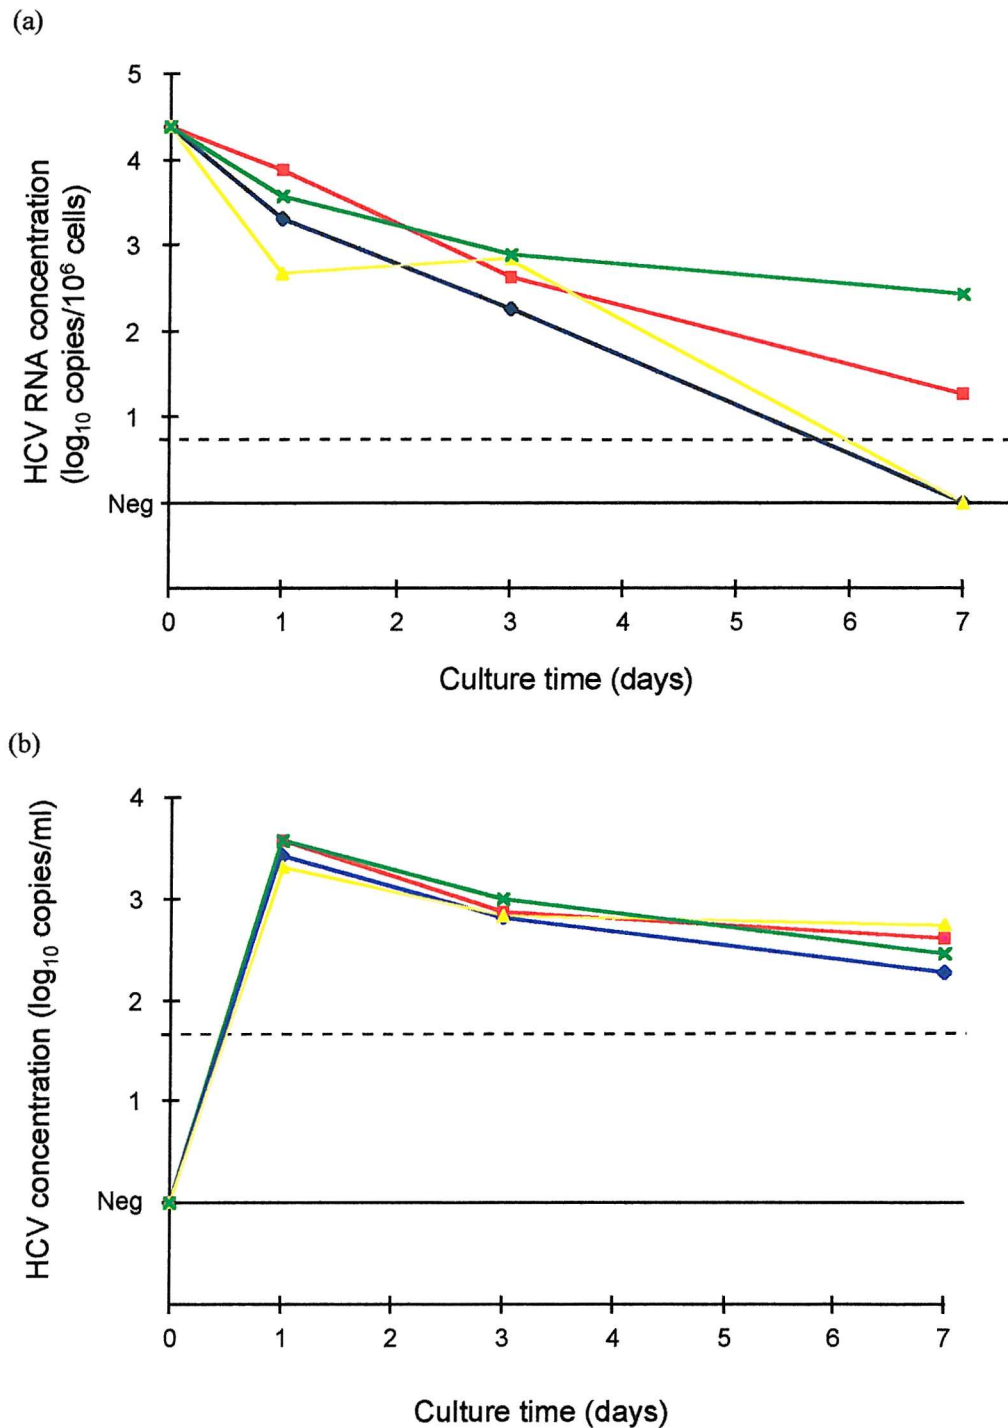 (a)
HCV RNA concentration
(log₁₀ copies/10⁶ cells)
5
4
3
2
1
Neg
0 1 2 3 4 5 6 7
Culture time (days)
(b)
HCV concentration (log₁₀ copies/ml)
4
3
2
1
Neg
0 1 2 3 4 5 6 7
Culture time (days)